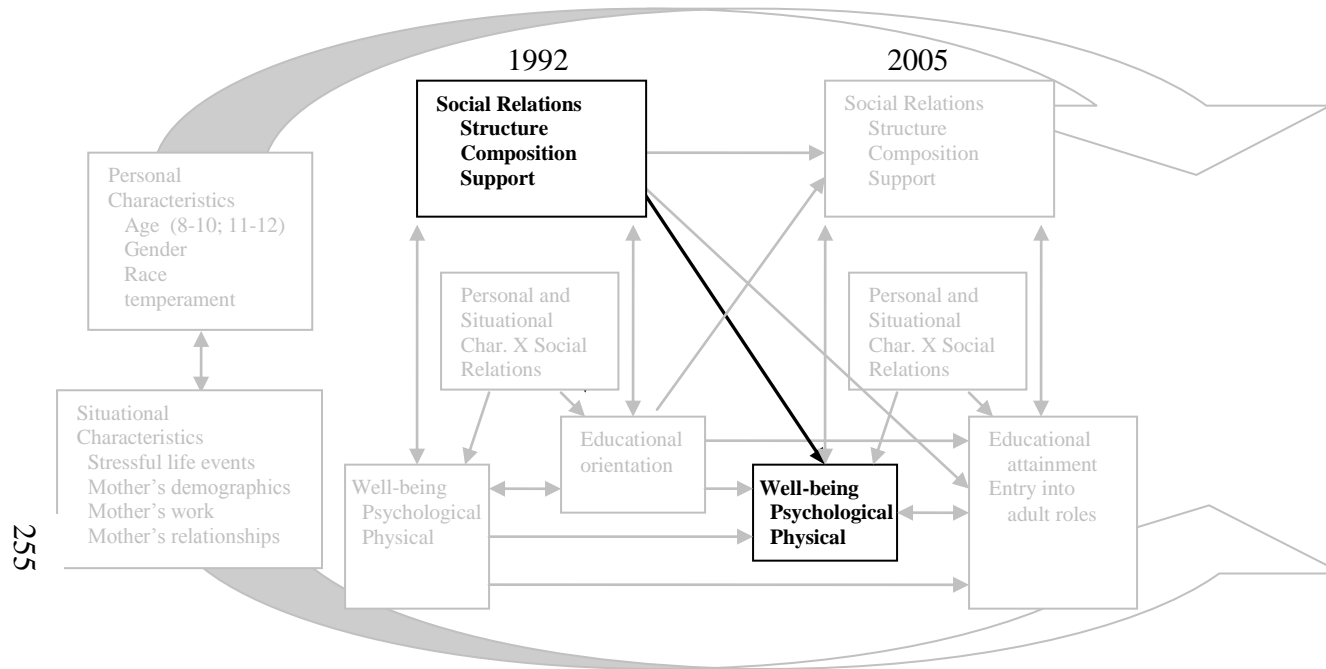 1992
2005
Social Relations
Structure
Composition
Support
Social Relations
Structure
Composition
Support
Personal
Characteristics
Age (8-10; 11-12)
Gender
Race
temperament
Personal and
Situational
Char. X Social
Relations
Personal and
Situational
Char. X Social
Relations
Situational
Characteristics
Stressful life events
Mother's demographics
Mother's work
Mother's relationships
Educational
orientation
Educational
attainment
Entry into
adult roles
Well-being
Psychological
Physical
Well-being
Psychological
Physical
255